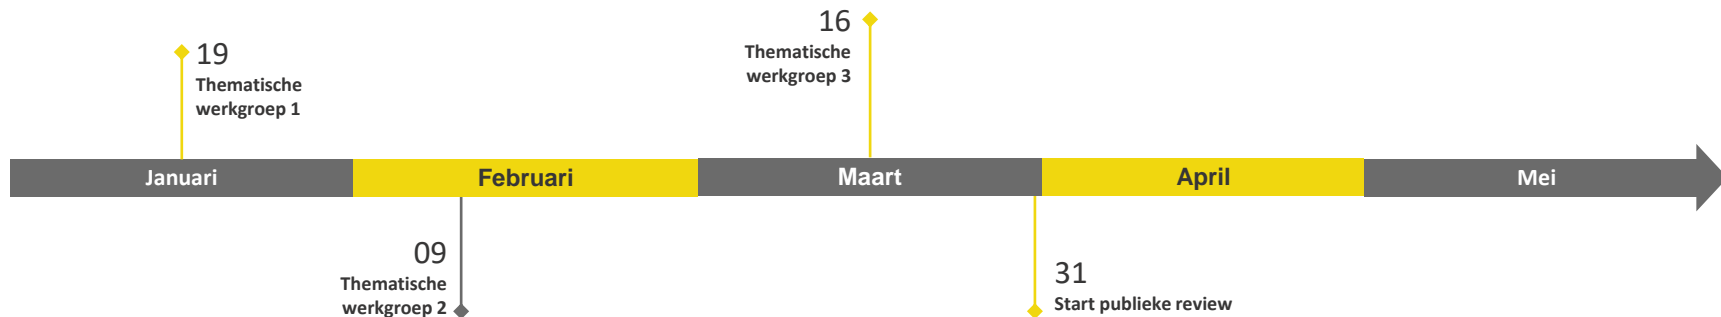 19
Thematische
werkgroep 1
16
Thematische
werkgroep 3
Januari
Februari
Maart
April
Mei
09
Thematische
werkgroep 2
31
Start publieke review